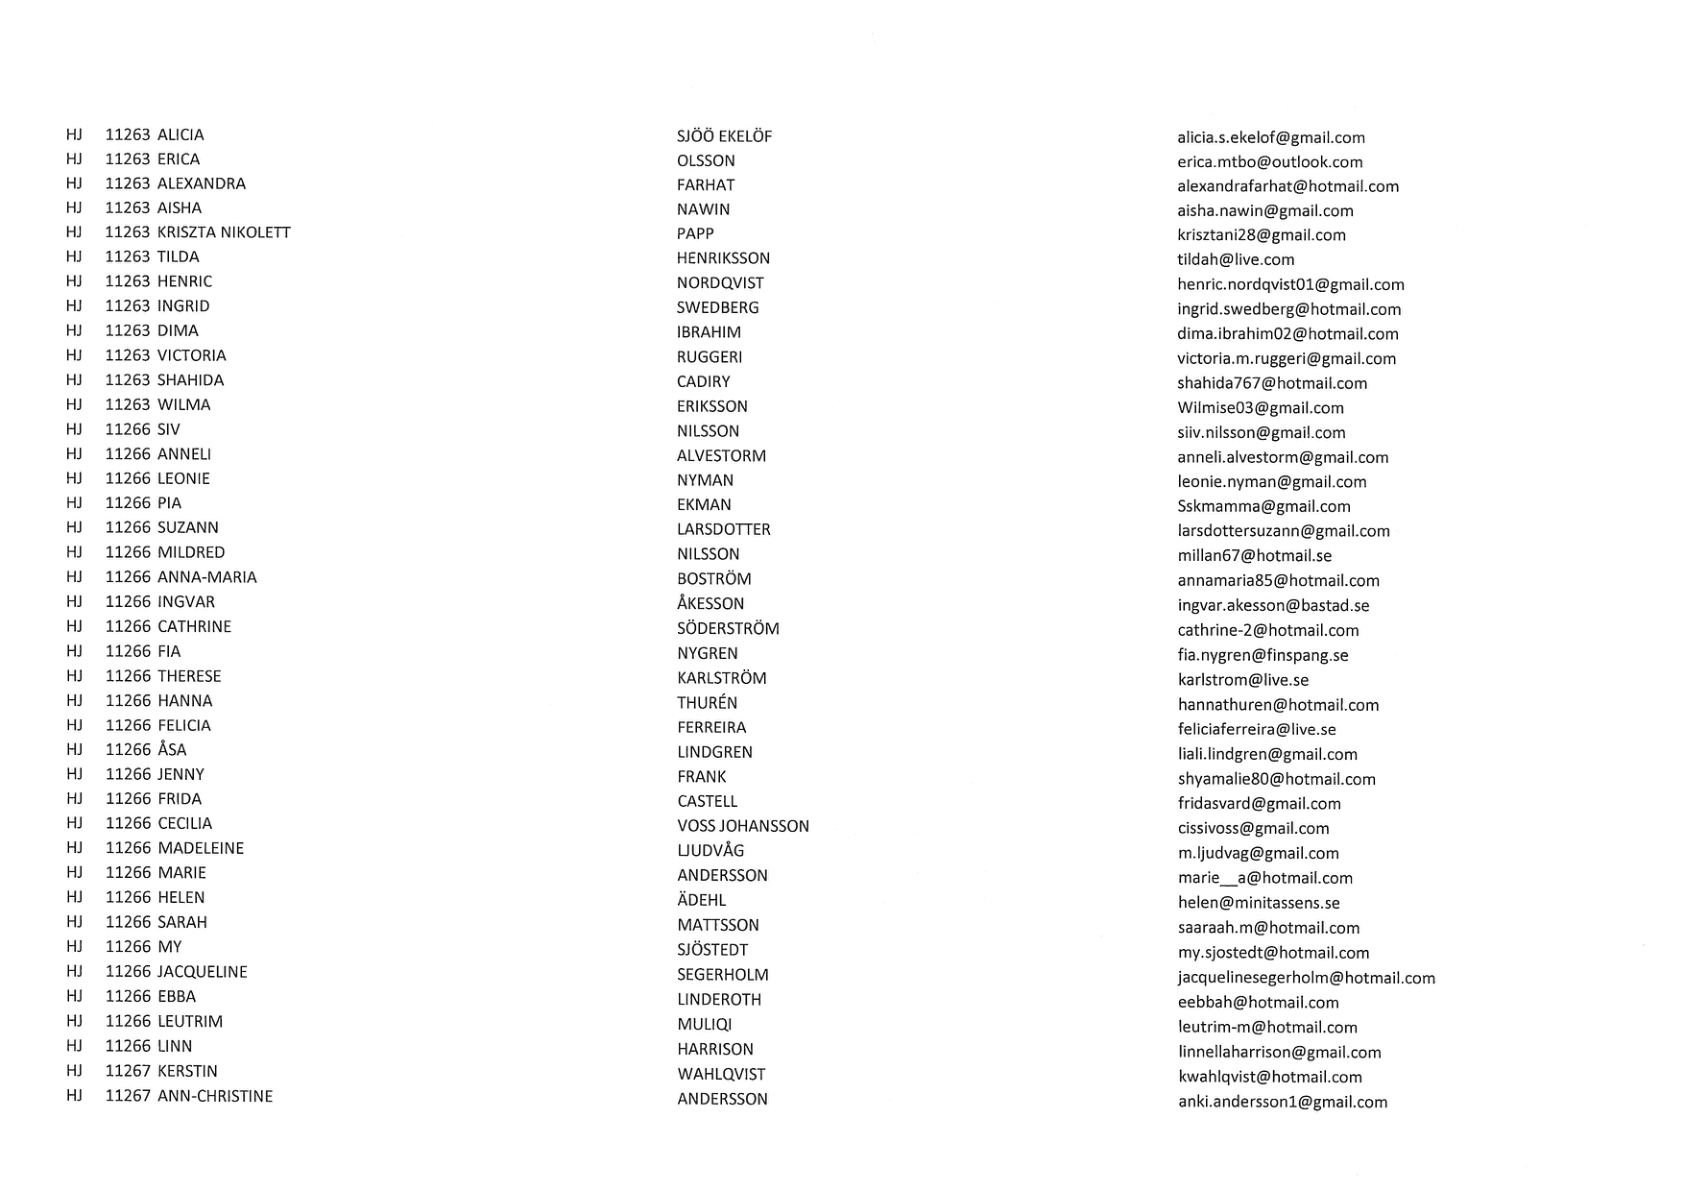 HJ 11263 ALICIA SJÖÖ EKELÖF alicia.s.ekelof@gmail.com
HJ 11263 ERICA OLSSON erica.mtbo@outlook.com
HJ 11263 ALEXANDRA FARHAT alexandrafarhat@hotmail.com
HJ 11263 AISHA NAWIN aisha.nawin@gmail.com
HJ 11263 KRISZTA NIKOLETT PAPP krisztani28@gmail.com
HJ 11263 TILDA HENRIKSSON tildah@live.com
HJ 11263 HENRIC NORDQVIST henric.nordqvist01@gmail.com
HJ 11263 INGRID SWEDBERG ingrid.swedberg@hotmail.com
HJ 11263 DIMA IBRAHIM dima.ibrahim02@hotmail.com
HJ 11263 VICTORIA RUGGERI victoria.m.ruggeri@gmail.com
HJ 11263 SHAHIDA CADIRY shahida767@hotmail.com
HJ 11263 WILMA ERIKSSON Wilmise03@gmail.com
HJ 11266 SIV NILSSON siiv.nilsson@gmail.com
HJ 11266 ANNELI ALVESTORM anneli.alvestorm@gmail.com
HJ 11266 LEONIE NYMAN leonie.nyman@gmail.com
HJ 11266 PIA EKMAN Sskmamma@gmail.com
HJ 11266 SUZANN LARSDOTTER larsdottersuzann@gmail.com
HJ 11266 MILDRED NILSSON millan67@hotmail.se
HJ 11266 ANNA-MARIA BOSTRÖM annamaria85@hotmail.com
HJ 11266 INGVAR ÅKESSON ingvar.akesson@bastad.se
HJ 11266 CATHRINE SÖDERSTRÖM cathrine-2@hotmail.com
HJ 11266 FIA NYGREN fia.nygren@finspang.se
HJ 11266 THERESE KARLSTRÖM karlstrom@live.se
HJ 11266 HANNA THURÉN hannathuren@hotmail.com
HJ 11266 FELICIA FERREIRA feliciaferreira@live.se
HJ 11266 ÅSA LINDGREN liali.lindgren@gmail.com
HJ 11266 JENNY FRANK shyamalie80@hotmail.com
HJ 11266 FRIDA CASTELL fridasvard@gmail.com
HJ 11266 CECILIA VOSS JOHANSSON cissivoss@gmail.com
HJ 11266 MADELEINE LJUDVÅG m.ljudvag@gmail.com
HJ 11266 MARIE ANDERSSON marie__a@hotmail.com
HJ 11266 HELEN ÄDEHL helen@minitassens.se
HJ 11266 SARAH MATTSSON saaraah.m@hotmail.com
HJ 11266 MY SJÖSTEDT my.sjostedt@hotmail.com
HJ 11266 JACQUELINE SEGERHOLM jacquelinesegerholm@hotmail.com
HJ 11266 EBBA LINDEROTH eebbah@hotmail.com
HJ 11266 LEUTRIM MULIQI leutrim-m@hotmail.com
HJ 11266 LINN HARRISON linnellaharrison@gmail.com
HJ 11267 KERSTIN WAHLQVIST kwahlqvist@hotmail.com
HJ 11267 ANN-CHRISTINE ANDERSSON anki.andersson1@gmail.com